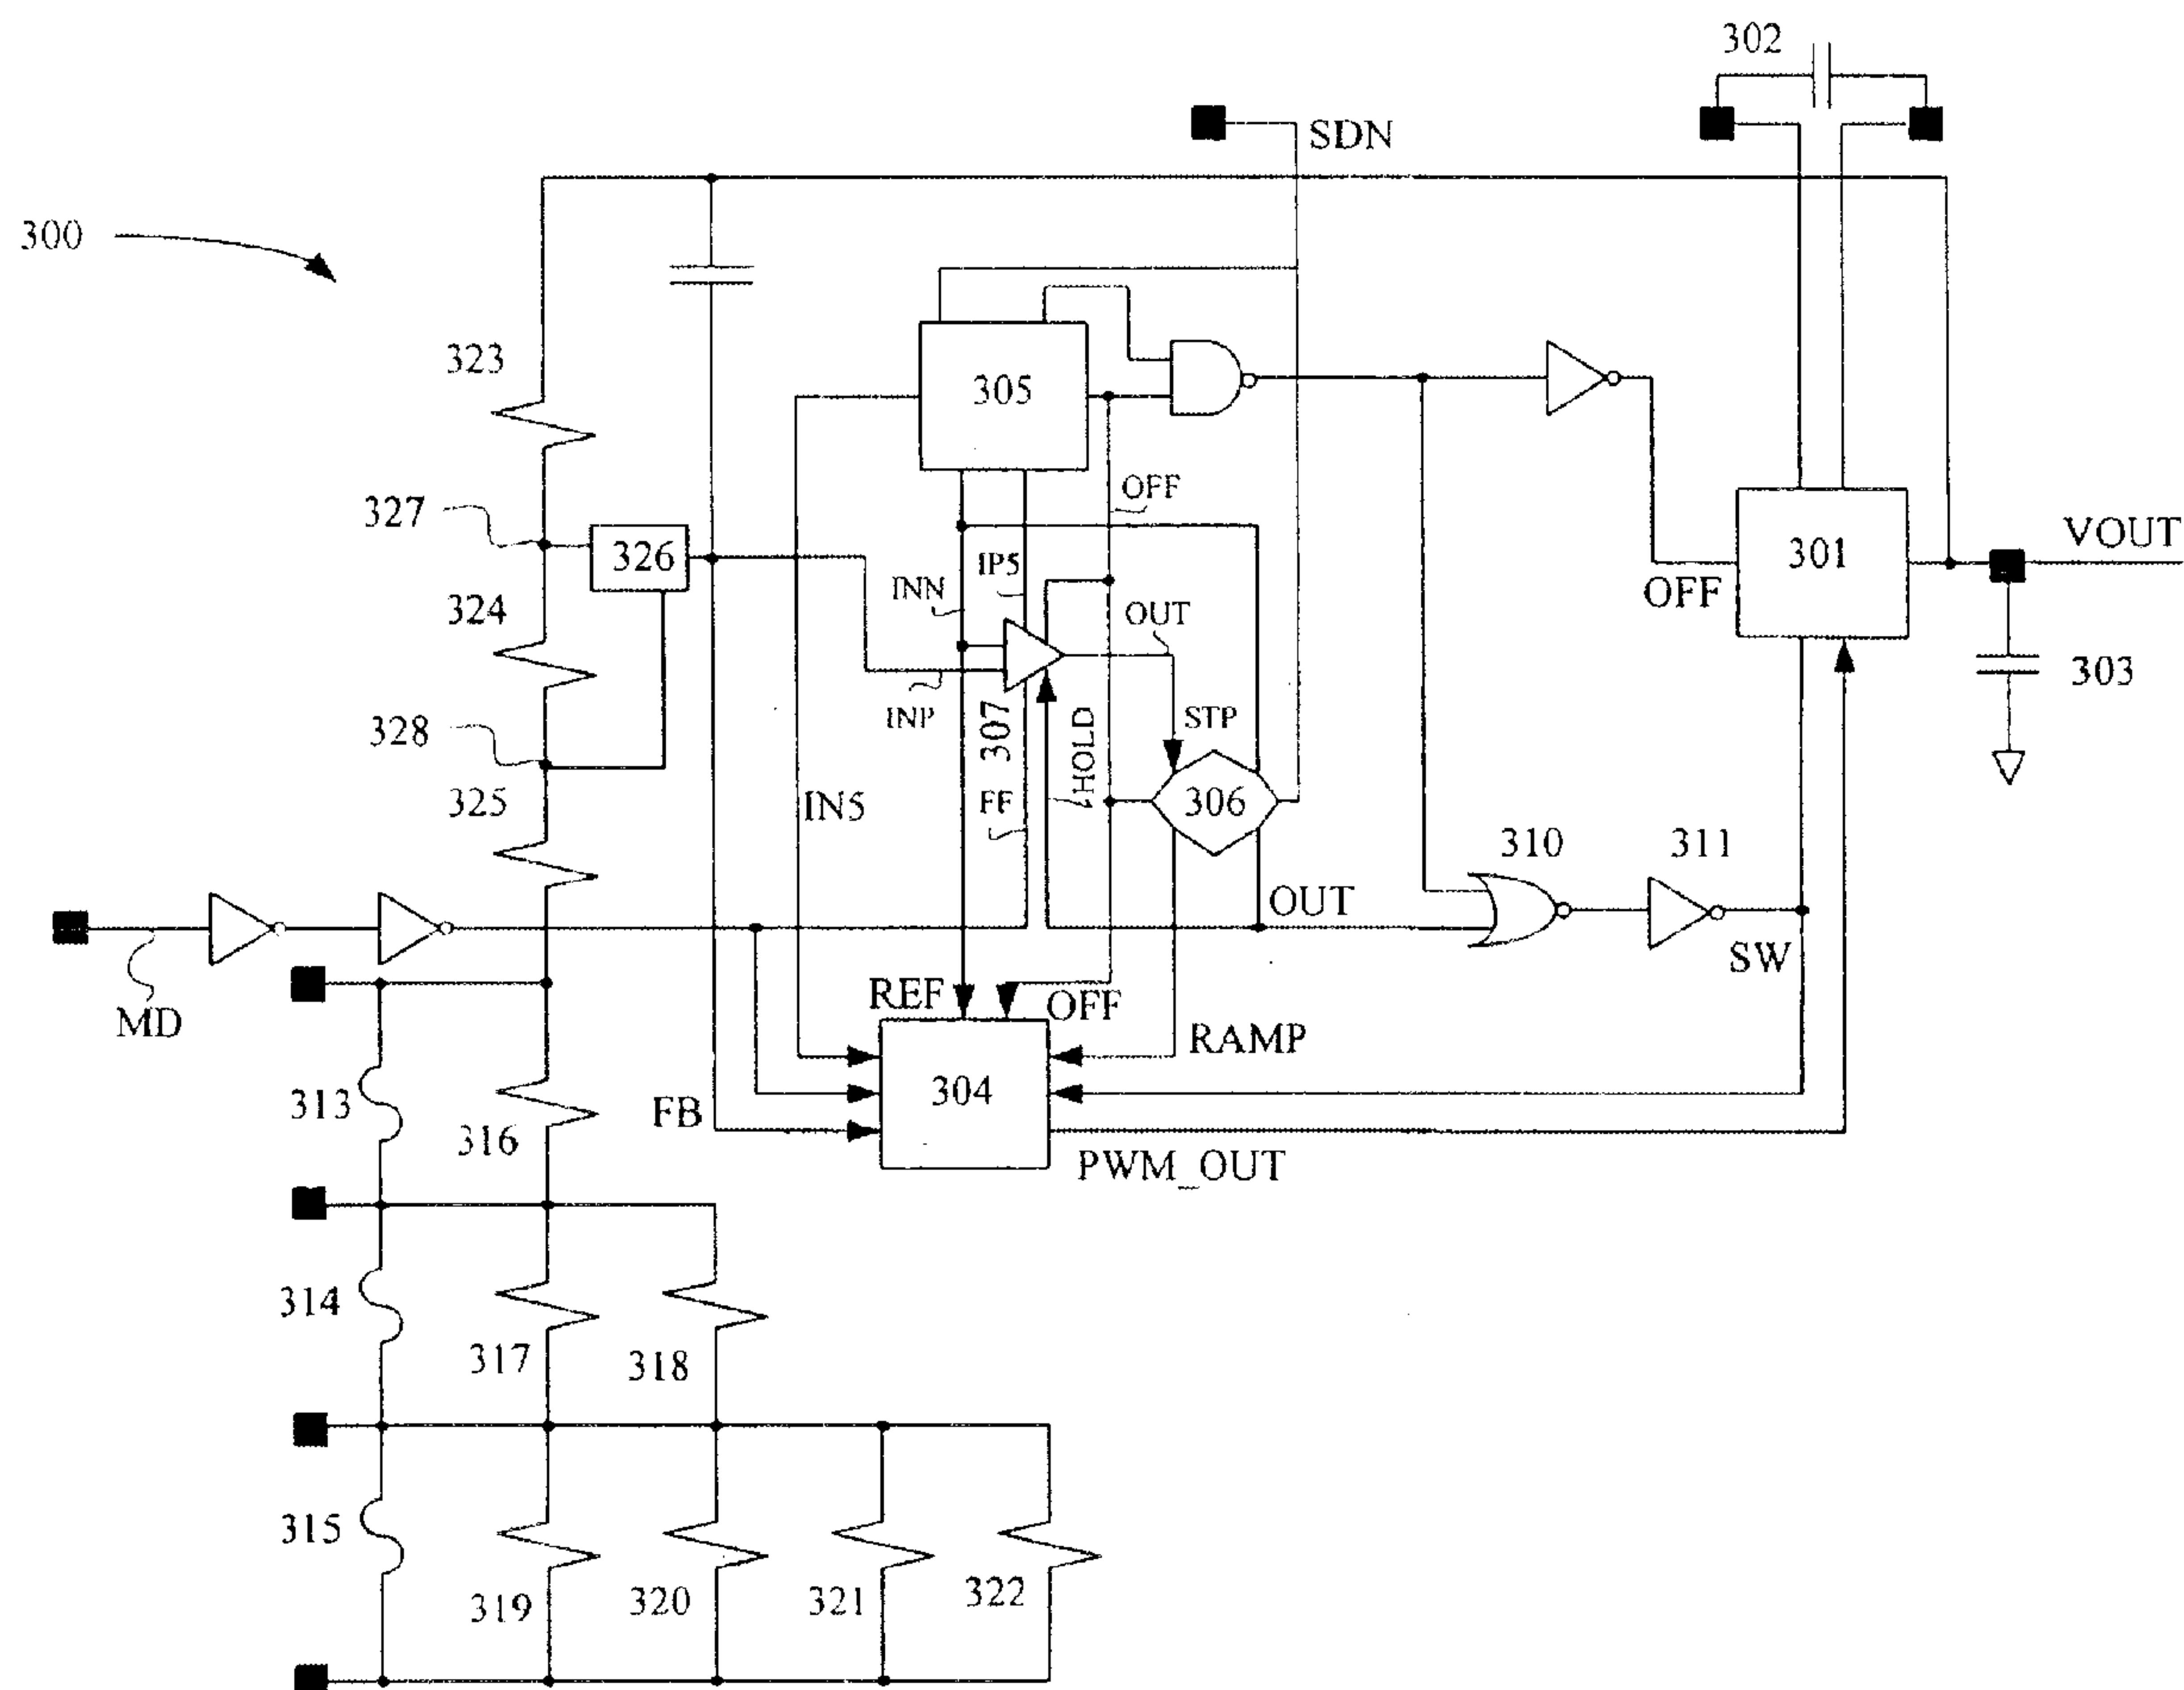 302
SDN
300
323
305
327
OFF
326
301
VOUT
IP5
INN
OFF
324
OUT
303
INP
307
STP
328
HOLD
306
IN5
FF
325
310
311
OUT
SW
MD
REF
OFF
RAMP
313
304
FB
316
PWM_OUT
314
317
318
315
319
320
321
322